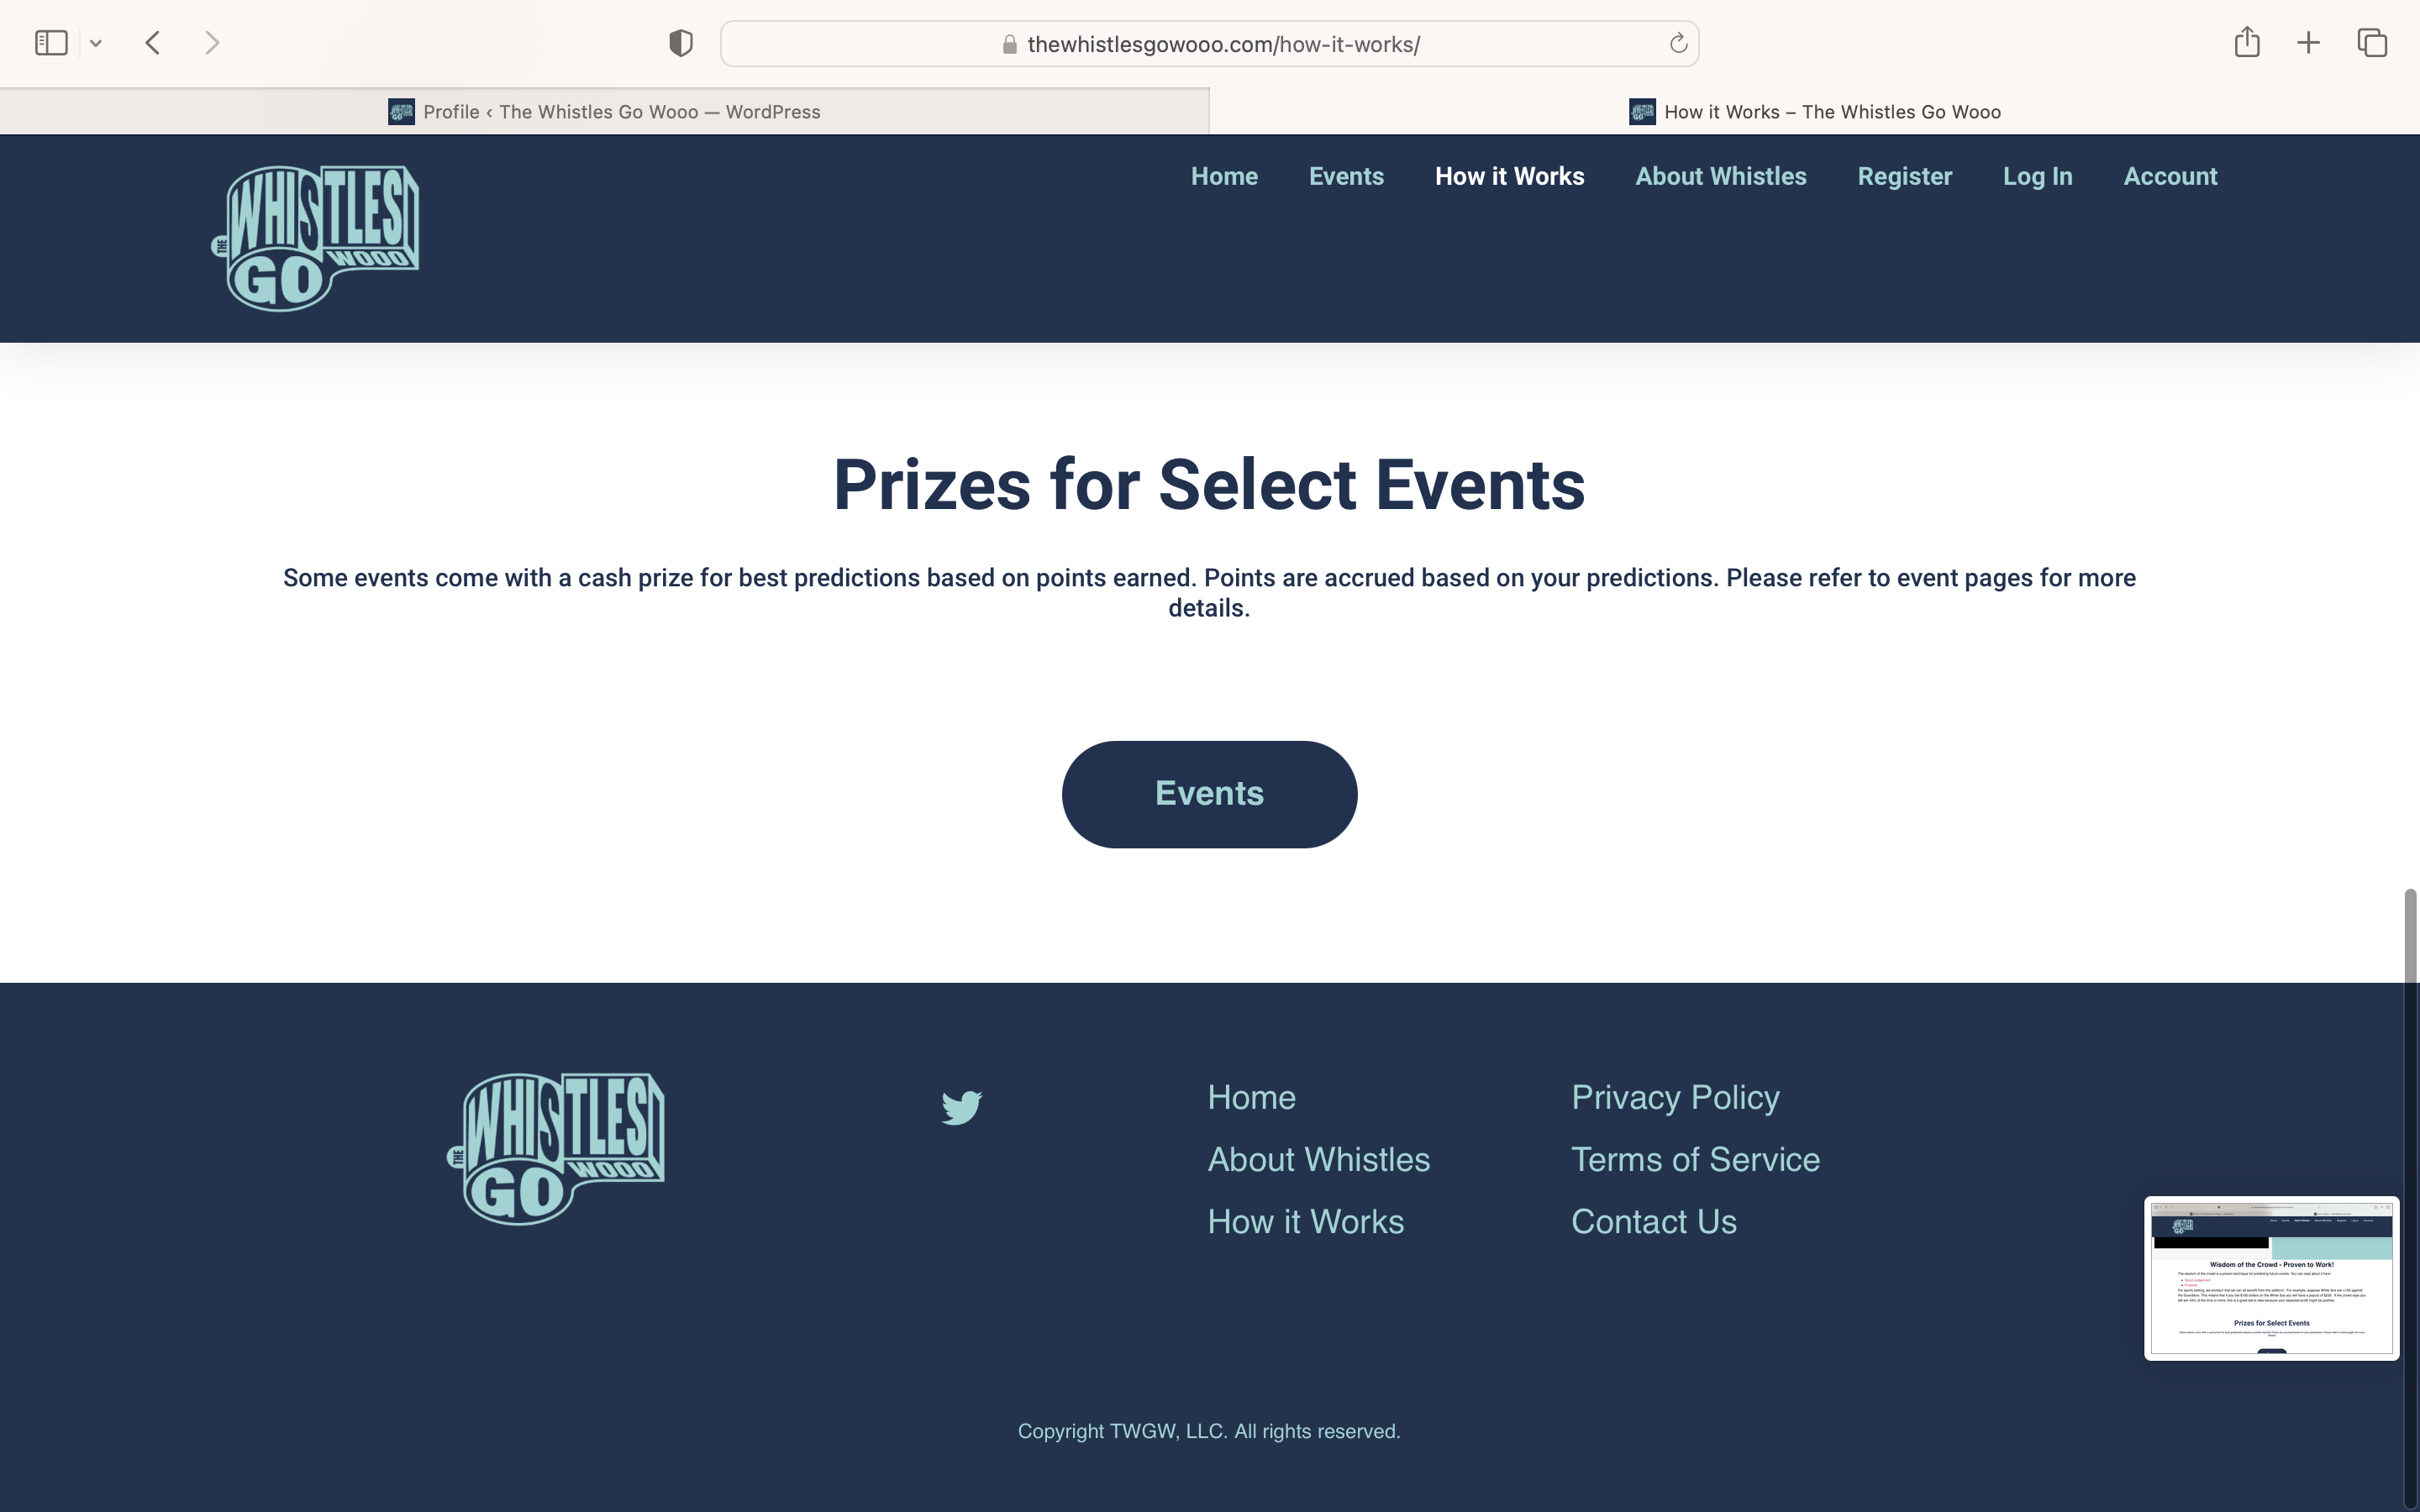 thewhistlesgowooo.com/how-it-works/
Profile ‹ The Whistles Go Wooo — WordPress
How it Works – The Whistles Go Wooo
THE WHISTLES
GO WOOO
Home Events How it Works About Whistles Register Log In Account
Prizes for Select Events
Some events come with a cash prize for best predictions based on points earned. Points are accrued based on your predictions. Please refer to event pages for more
details.
Events
THE WHISTLES
GO WOOO
Home
About Whistles
How it Works
Privacy Policy
Terms of Service
Contact Us
Wisdom of the Crowd - Proven to Work!
Prizes for Select Events
Copyright TWGW, LLC. All rights reserved.